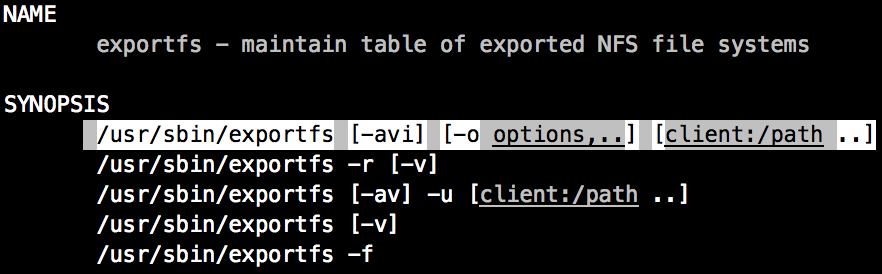 NAME
exportfs - maintain table of exported NFS file systems
SYNOPSIS
/usr/sbin/exportfs [-avi] [-o options,..] [client:/path ..]
/usr/sbin/exportfs -r [-v]
/usr/sbin/exportfs [-av] -u [client:/path ..]
/usr/sbin/exportfs [-v]
/usr/sbin/exportfs -f